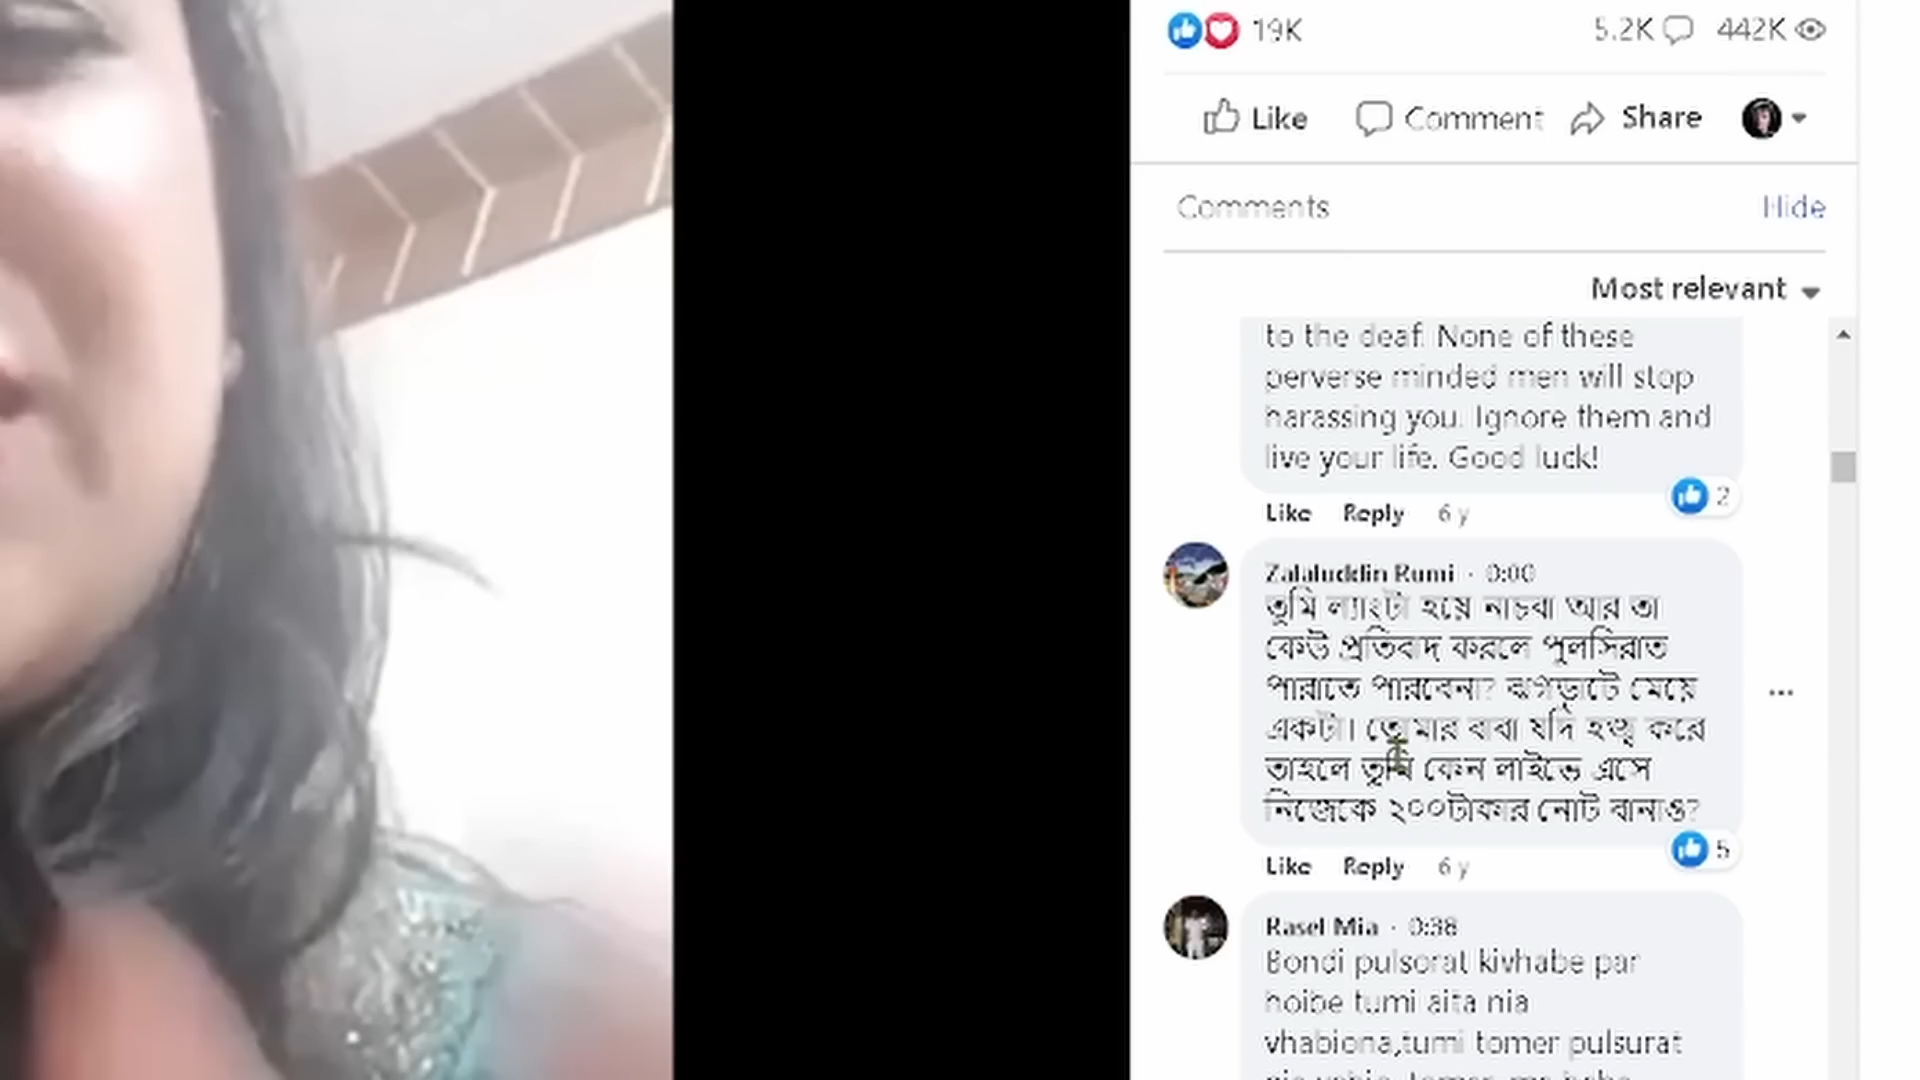 19K 5.2K 442K
Like Comment Share
Comments Hide
Most relevant
to the deaf. None of these
perverse minded men will stop
harassing you. Ignore them and
live your life. Good luck!
2
Like Reply 6 y
Zalaluddin Rumi · 0:00
তুমি ল্যাংটা হয়ে নাচবা আর তা
কেউ প্রতিবাদ করলে পুলসিরাত
পারাতে পারবেনা? ঝগড়াটে মেয়ে
একটা। তোমার বাবা যদি হজ্ব করে
তাহলে তুমি কেন লাইভে এসে
নিজেকে ২০০টাকার নোট বানাও?
5
Like Reply 6 y
Rasel Mia · 0:38
Bondi pulsorat kivhabe par
hoibe tumi aita nia
vhabiona,tumi tomer pulsurat